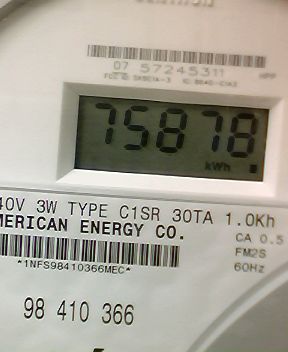 07 57245311
75878
kWh
40V 3W TYPE C1SR 30TA 1.0Kh
MERICAN ENERGY CO.
CA 0.5
FM2S
*1NFS98410366MEC*
60Hz
98 410 366